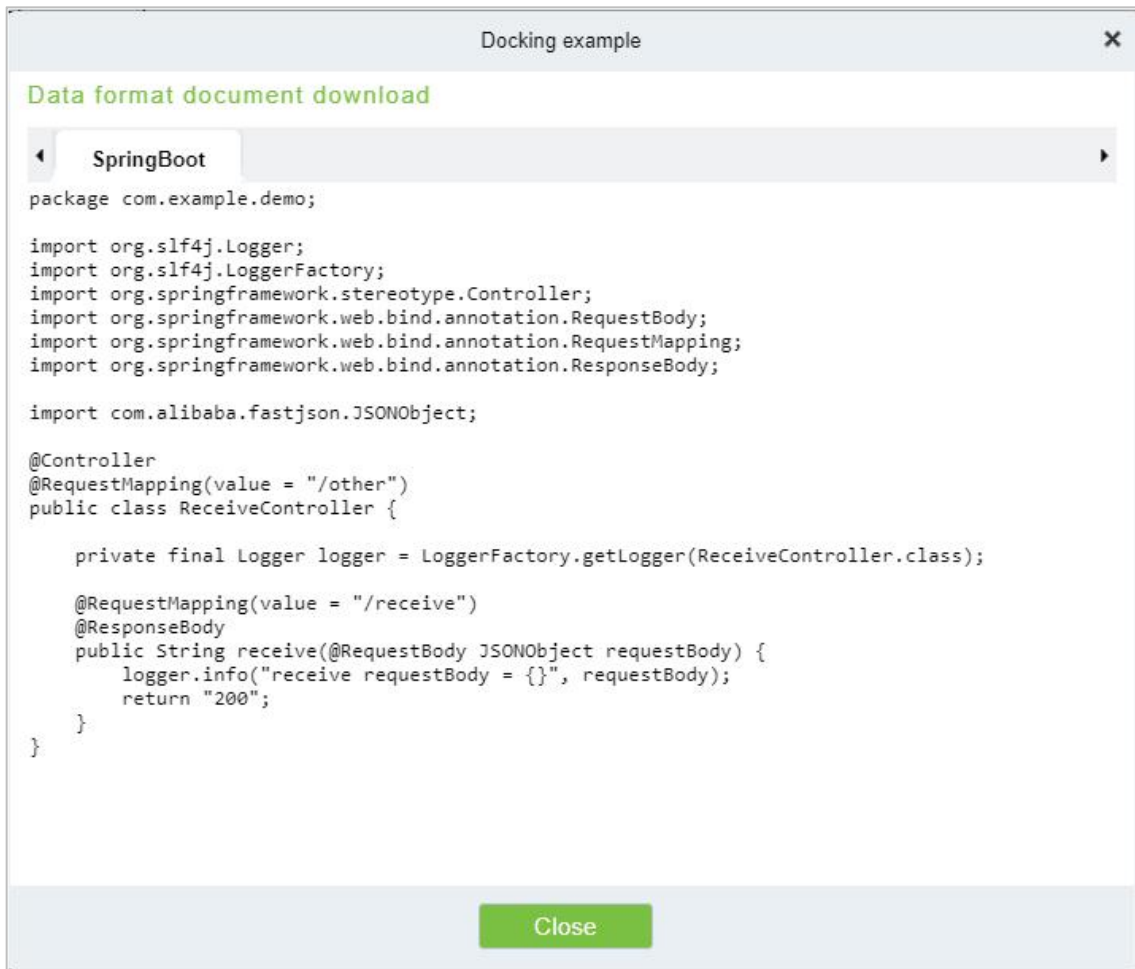 Docking example
Data format document download
SpringBoot
package com.example.demo;
import org.slf4j.Logger;
import org.slf4j.LoggerFactory;
import org.springframework.stereotype.Controller;
import org.springframework.web.bind.annotation.RequestBody;
import org.springframework.web.bind.annotation.RequestMapping;
import org.springframework.web.bind.annotation.ResponseBody;
import com.alibaba.fastjson.JSONObject;
@Controller
@RequestMapping(value = "/other")
public class ReceiveController {
    private final Logger logger = LoggerFactory.getLogger(ReceiveController.class);
    @RequestMapping(value = "/receive")
    @ResponseBody
    public String receive(@RequestBody JSONObject requestBody) {
        logger.info("receive requestBody = {}", requestBody);
        return "200";
    }
}
Close